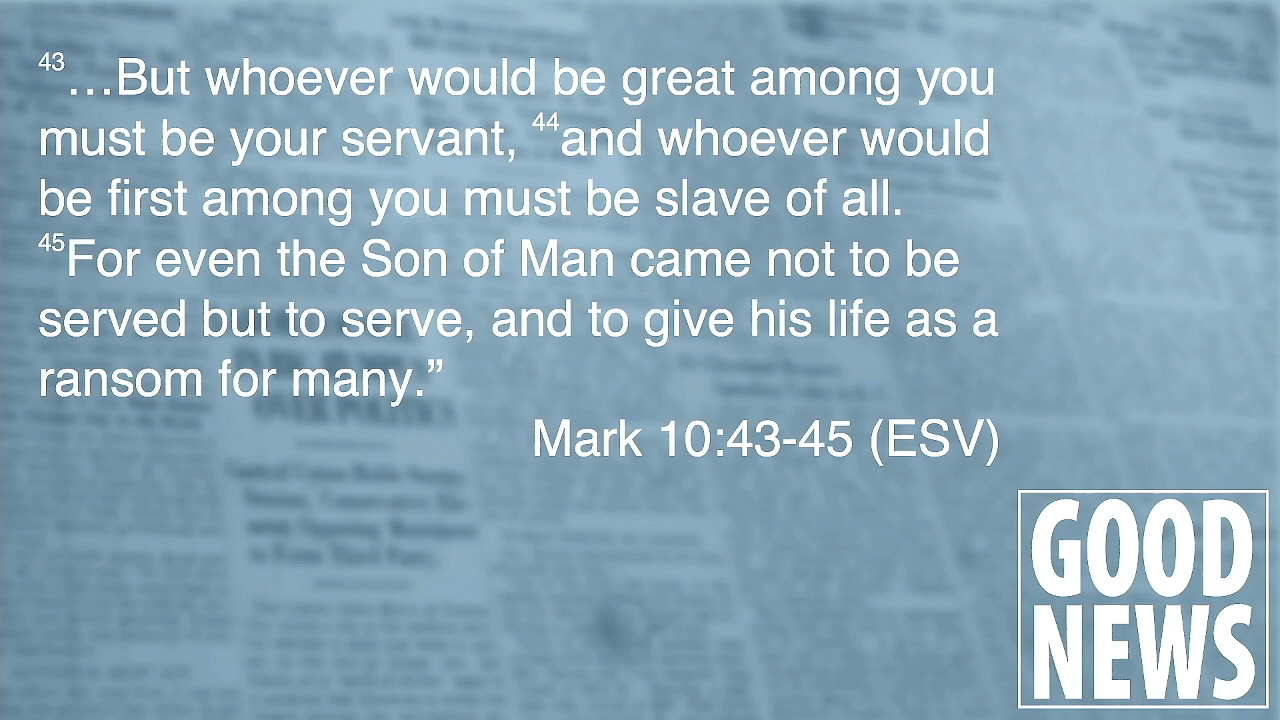 43…But whoever would be great among you
must be your servant, 44and whoever would
be first among you must be slave of all.
45For even the Son of Man came not to be
served but to serve, and to give his life as a
ransom for many.”
Mark 10:43-45 (ESV)
GOOD
NEWS